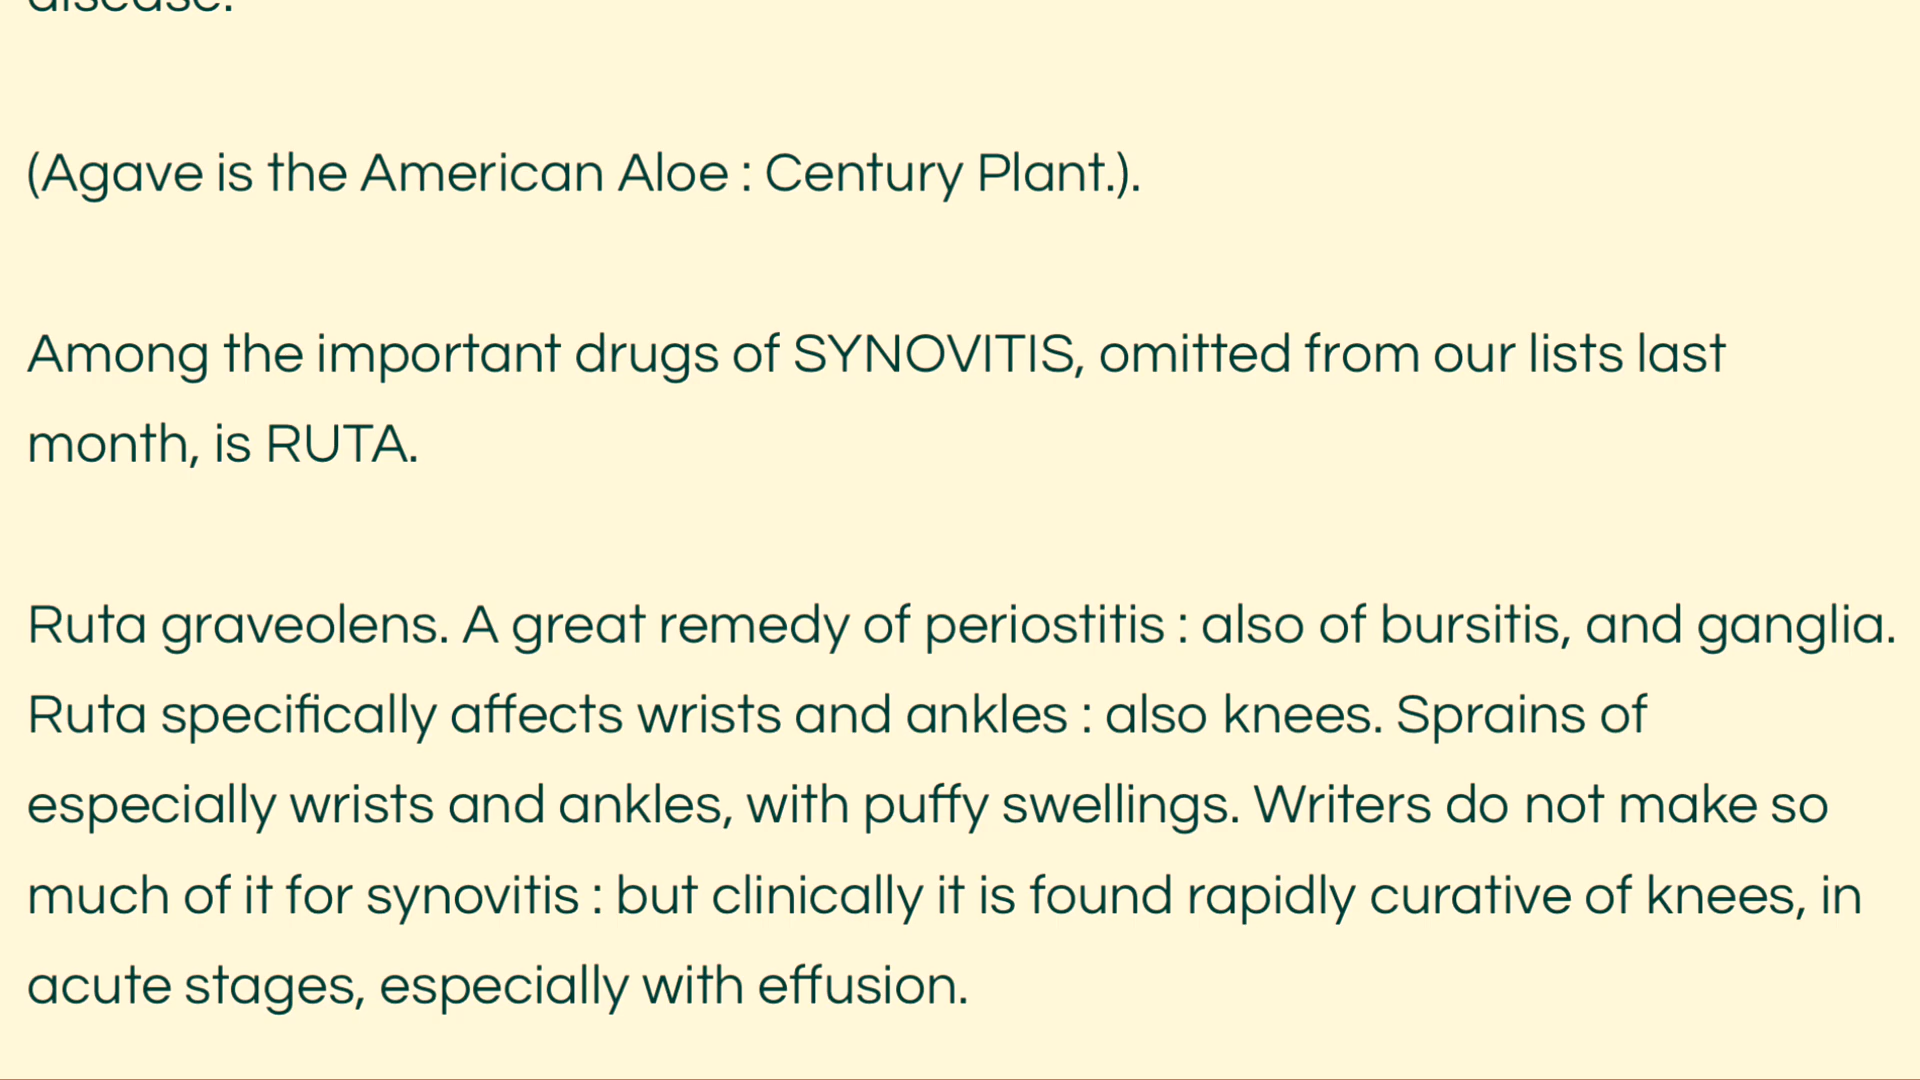 disease.
(Agave is the American Aloe : Century Plant.).
Among the important drugs of SYNOVITIS, omitted from our lists last
month, is RUTA.
Ruta graveolens. A great remedy of periostitis : also of bursitis, and ganglia.
Ruta specifically affects wrists and ankles : also knees. Sprains of
especially wrists and ankles, with puffy swellings. Writers do not make so
much of it for synovitis : but clinically it is found rapidly curative of knees, in
acute stages, especially with effusion.